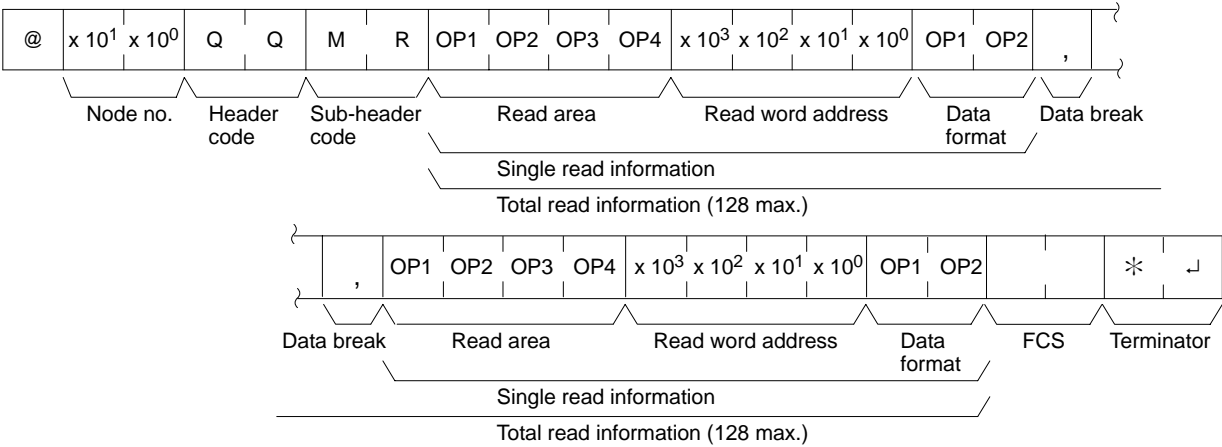 @ x 10¹ x 10⁰ Q Q M R OP1 OP2 OP3 OP4 x 10³ x 10² x 10¹ x 10⁰ OP1 OP2 ,
Node no. Header code Sub-header code Read area Read word address Data format Data break
Single read information
Total read information (128 max.)
, OP1 OP2 OP3 OP4 x 10³ x 10² x 10¹ x 10⁰ OP1 OP2 * ↵
Data break Read area Read word address Data format FCS Terminator
Single read information
Total read information (128 max.)